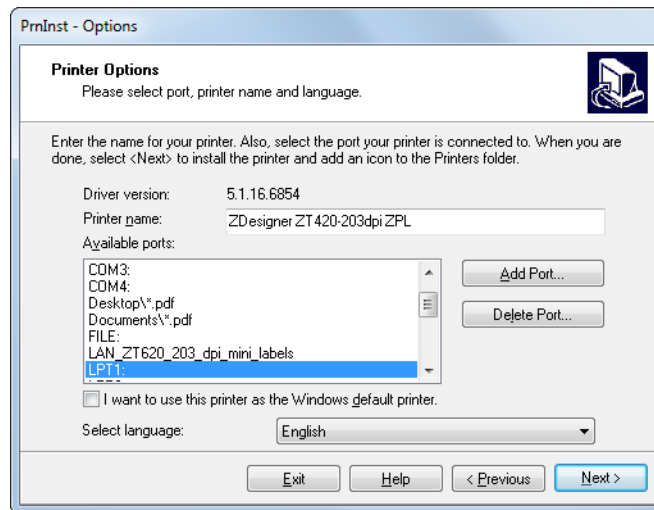 PrnInst - Options
Printer Options
Please select port, printer name and language.
Enter the name for your printer. Also, select the port your printer is connected to. When you are
done, select <Next> to install the printer and add an icon to the Printers folder.
Driver version: 5.1.16.6854
Printer name: ZDesigner ZT420-203dpi ZPL
Available ports:
COM3:
COM4:
Desktop\*.pdf
Documents\*.pdf
FILE:
LAN_ZT620_203_dpi_mini_labels
LPT1:
Add Port...
Delete Port...
I want to use this printer as the Windows default printer.
Select language: English
Exit Help < Previous Next >